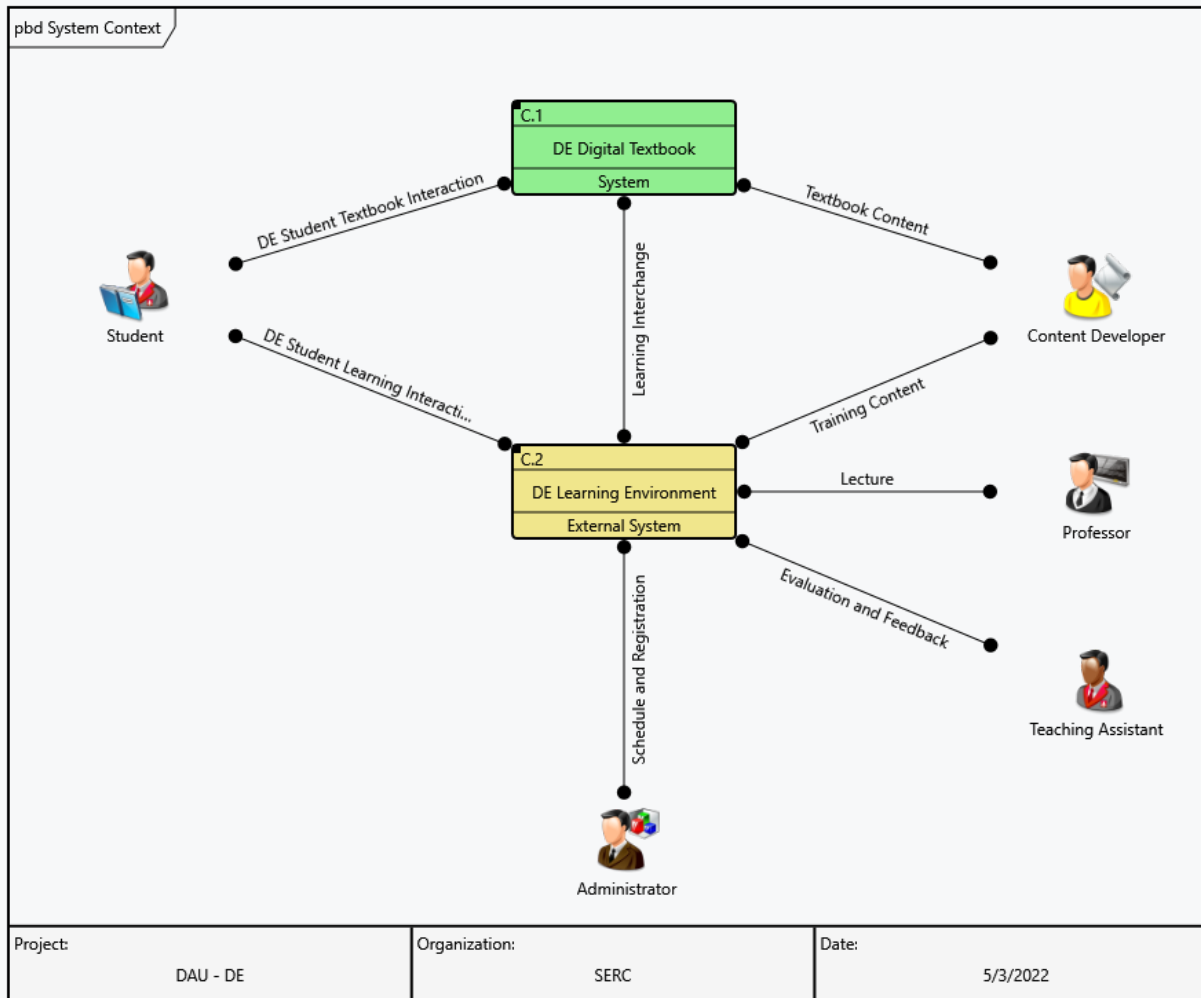 pbd System Context
C.1
DE Digital Textbook
System
DE Student Textbook Interaction
Textbook Content
Student
Content Developer
Learning Interchange
DE Student Learning Interacti...
Training Content
C.2
DE Learning Environment
External System
Lecture
Professor
Evaluation and Feedback
Teaching Assistant
Schedule and Registration
Administrator
Project:
DAU - DE
Organization:
SERC
Date:
5/3/2022